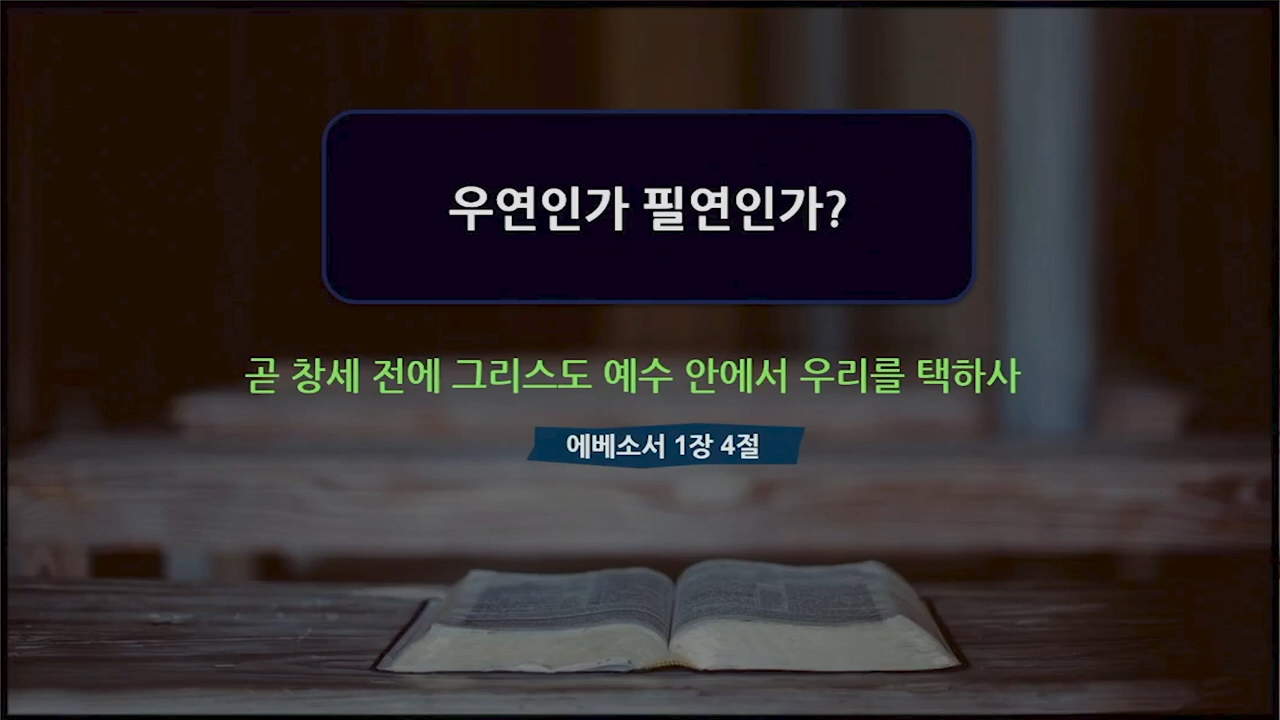 우연인가 필연인가?
곧 창세 전에 그리스도 예수 안에서 우리를 택하사
에베소서 1장 4절